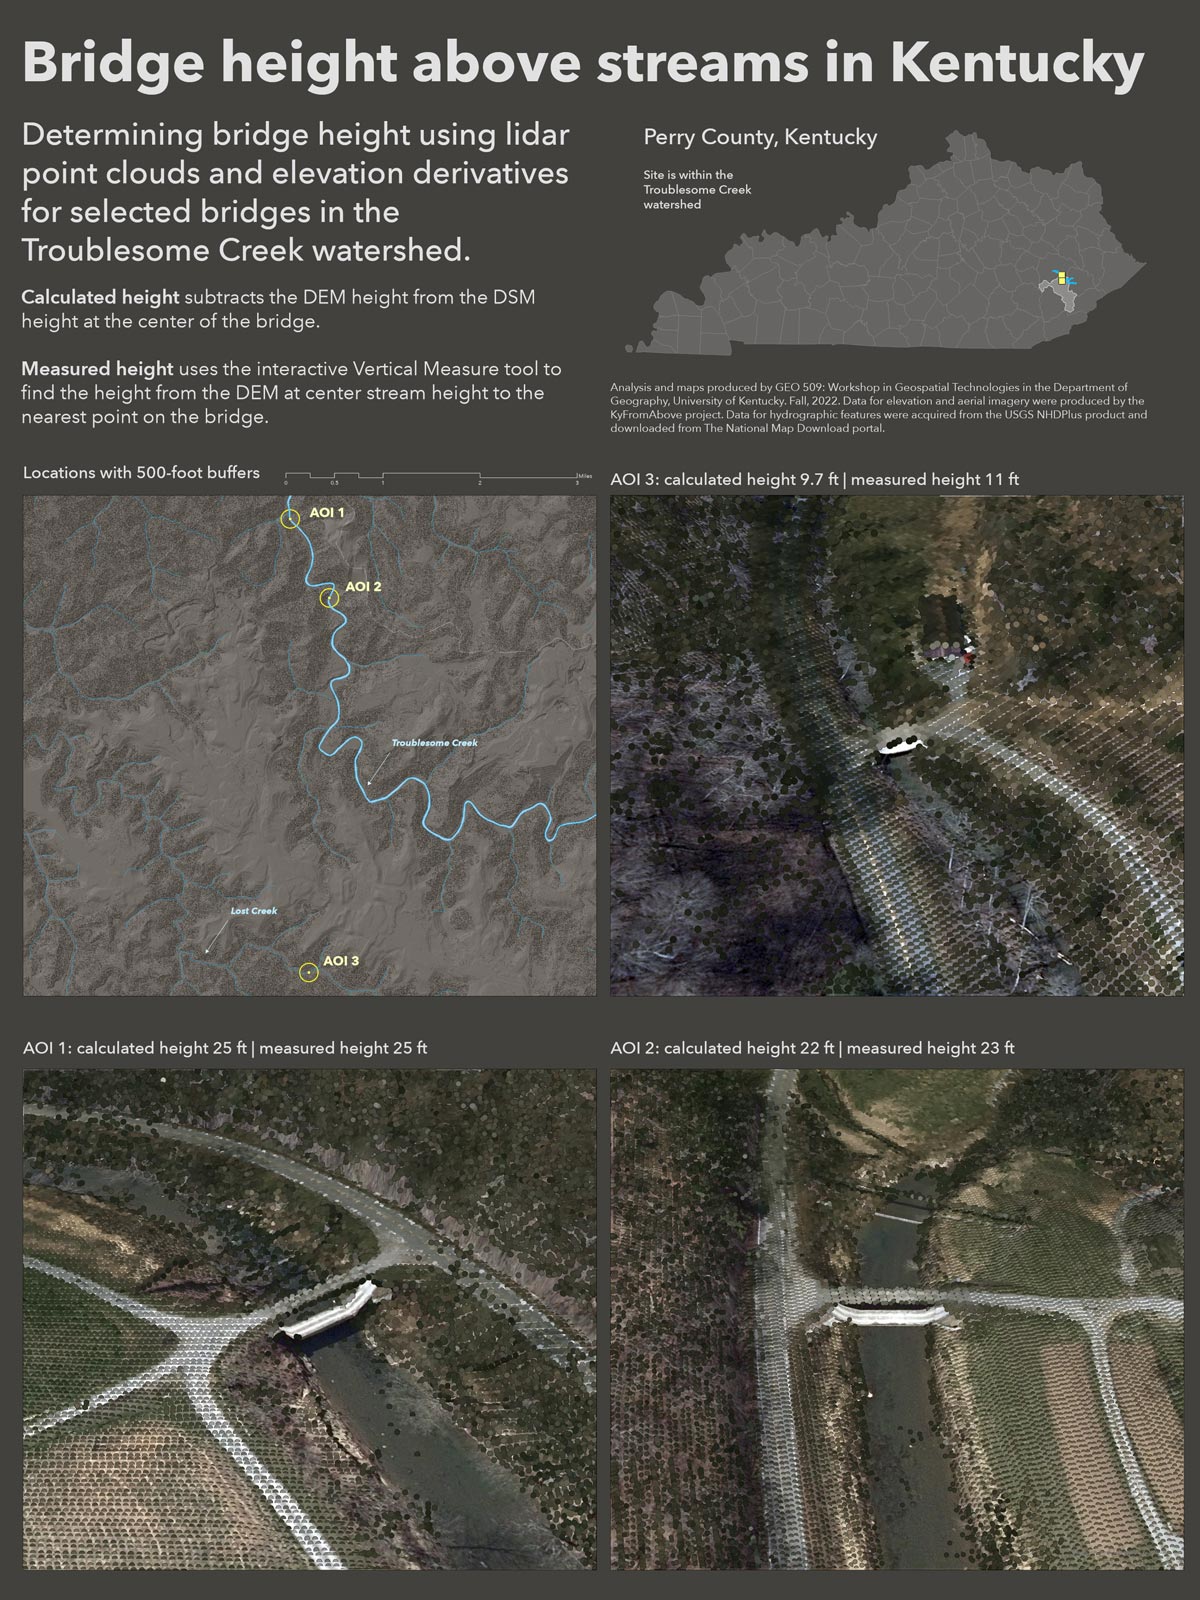 Bridge height above streams in Kentucky
Determining bridge height using lidar
point clouds and elevation derivatives
for selected bridges in the
Troublesome Creek watershed.
Calculated height subtracts the DEM height from the DSM
height at the center of the bridge.
Measured height uses the interactive Vertical Measure tool to
find the height from the DEM at center stream height to the
nearest point on the bridge.
Perry County, Kentucky
Site is within the
Troublesome Creek
watershed
Analysis and maps produced by GEO 509: Workshop in Geospatial Technologies in the Department of
Geography, University of Kentucky. Fall, 2022. Data for elevation and aerial imagery were produced by the
KyFromAbove project. Data for hydrographic features were acquired from the USGS NHDPlus product and
downloaded from The National Map Download portal.
Locations with 500-foot buffers
0 0.5 1 2 3 Miles
AOI 1
AOI 2
Troublesome Creek
Lost Creek
AOI 3
AOI 3: calculated height 9.7 ft | measured height 11 ft
AOI 1: calculated height 25 ft | measured height 25 ft
AOI 2: calculated height 22 ft | measured height 23 ft